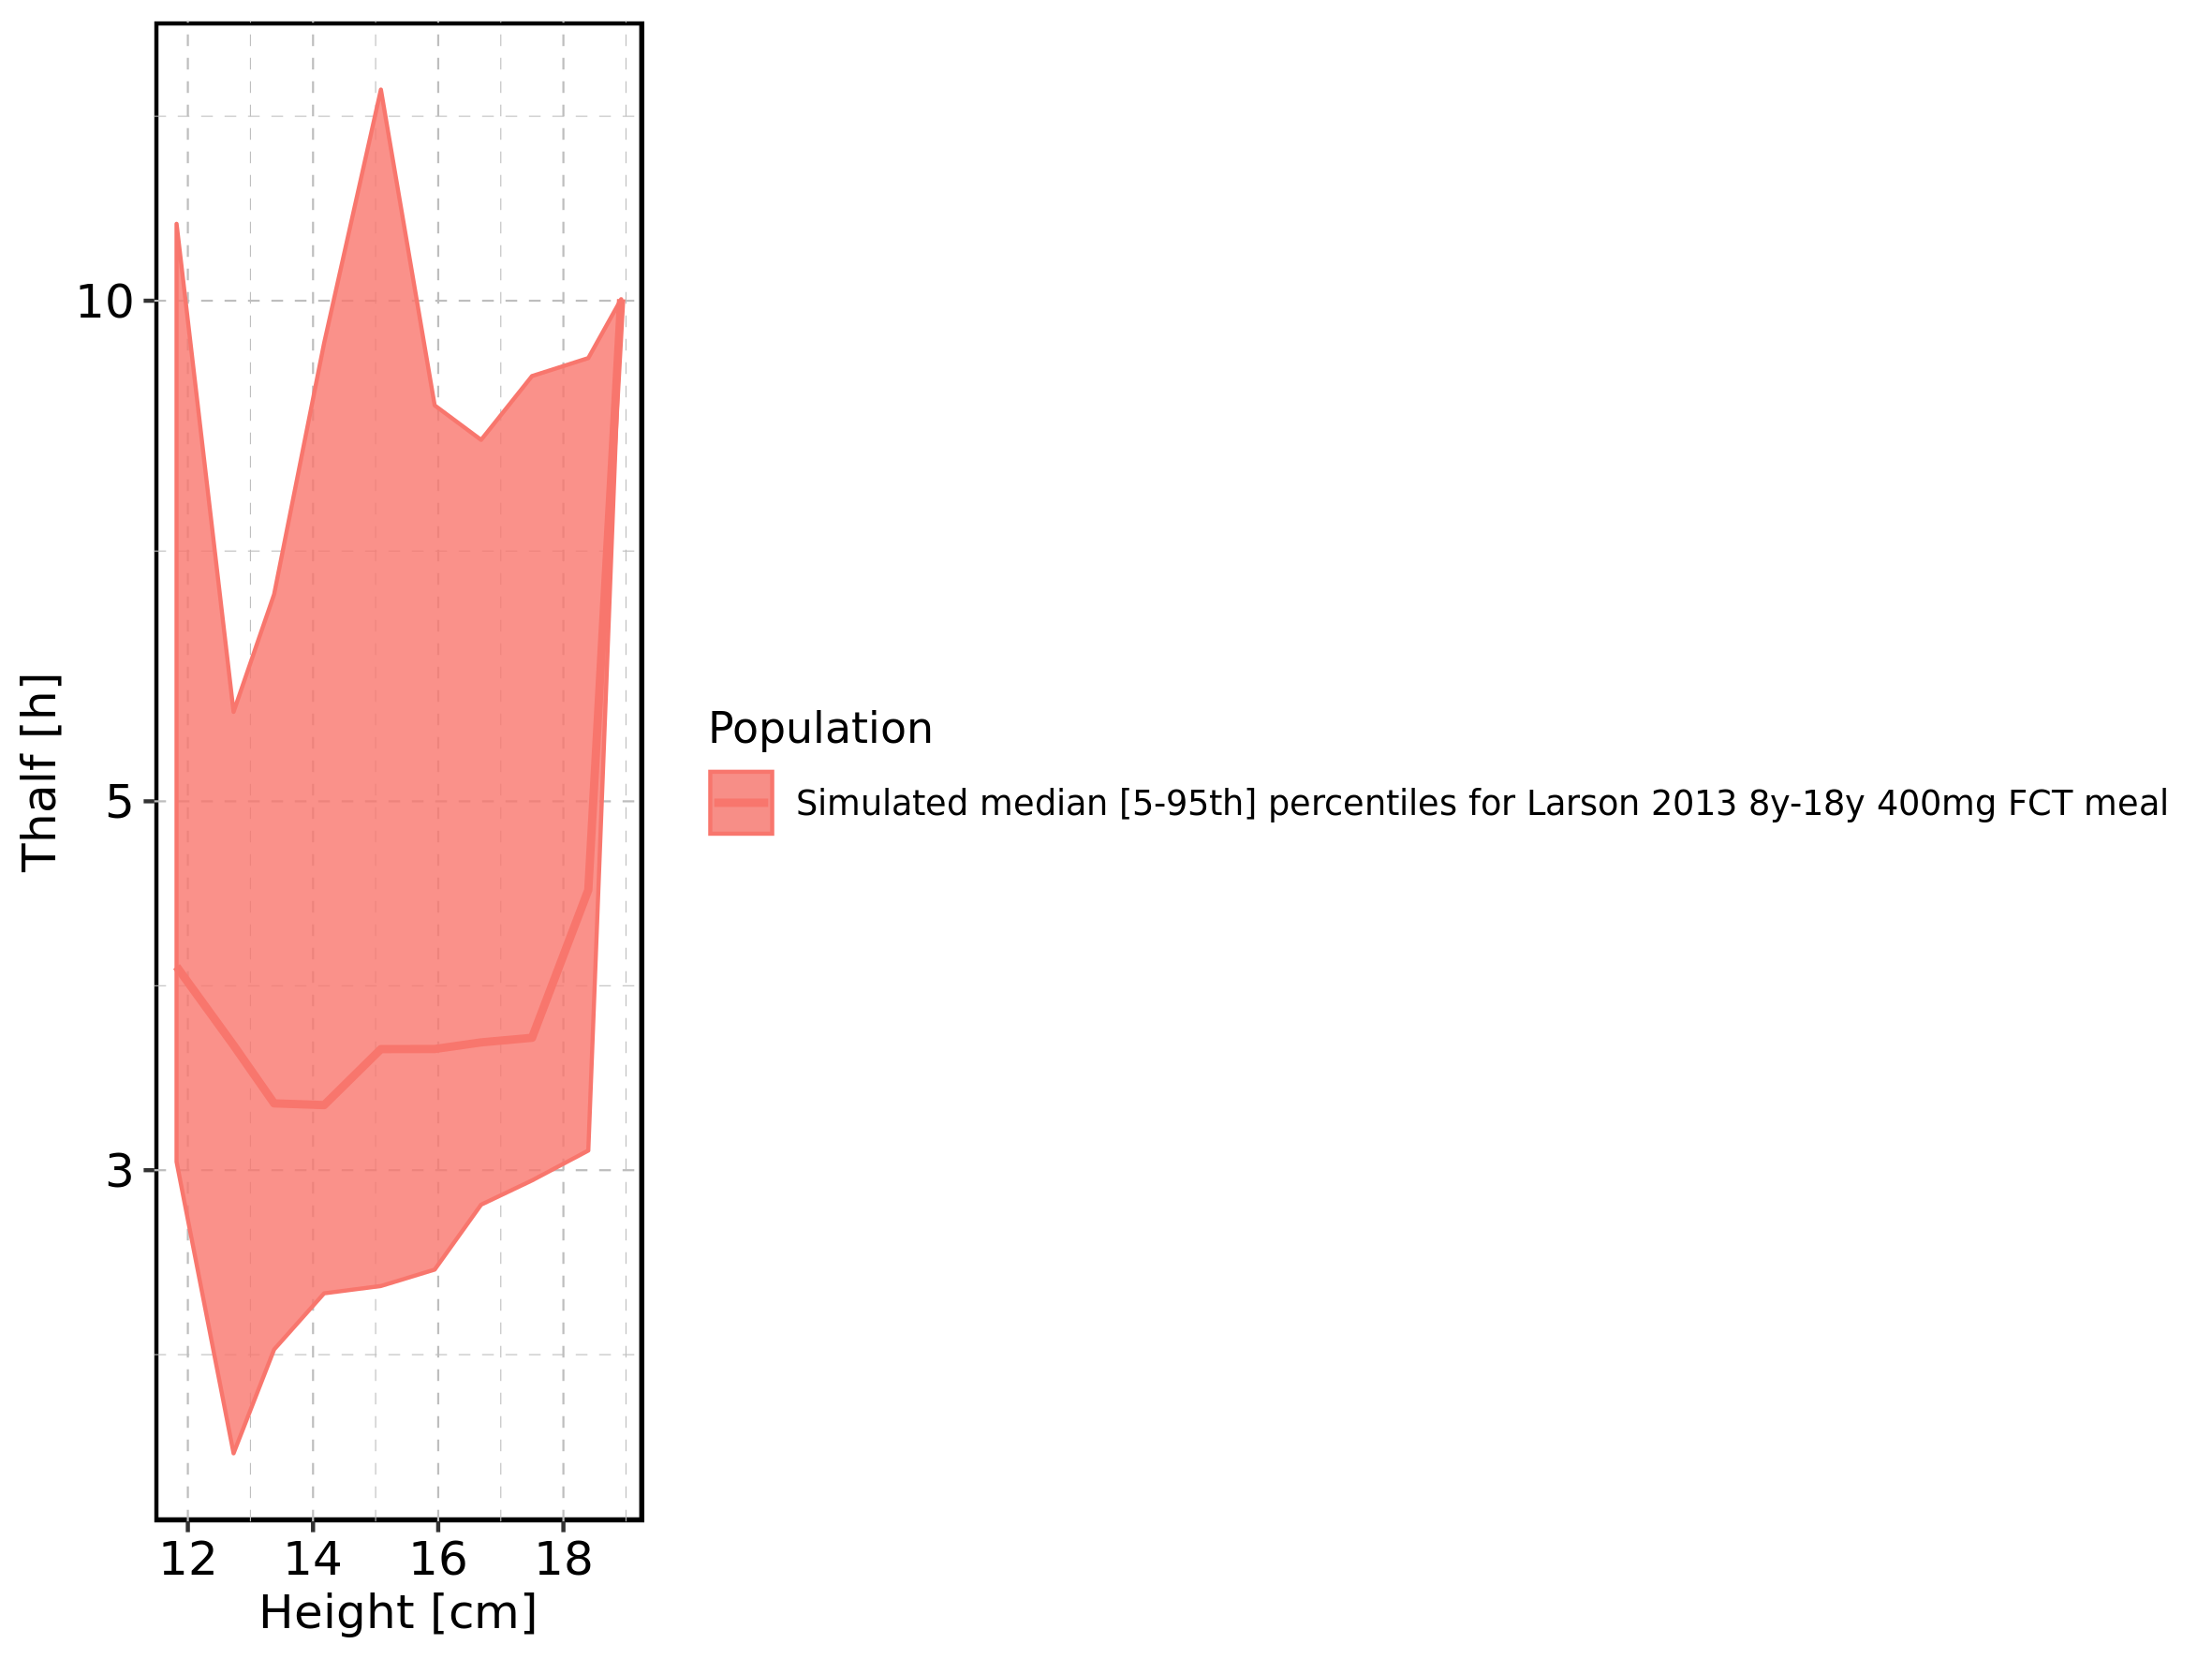 10
5
3
Thalf [h]
12 14 16 18
Height [cm]
Population
Simulated median [5-95th] percentiles for Larson 2013 8y-18y 400mg FCT meal